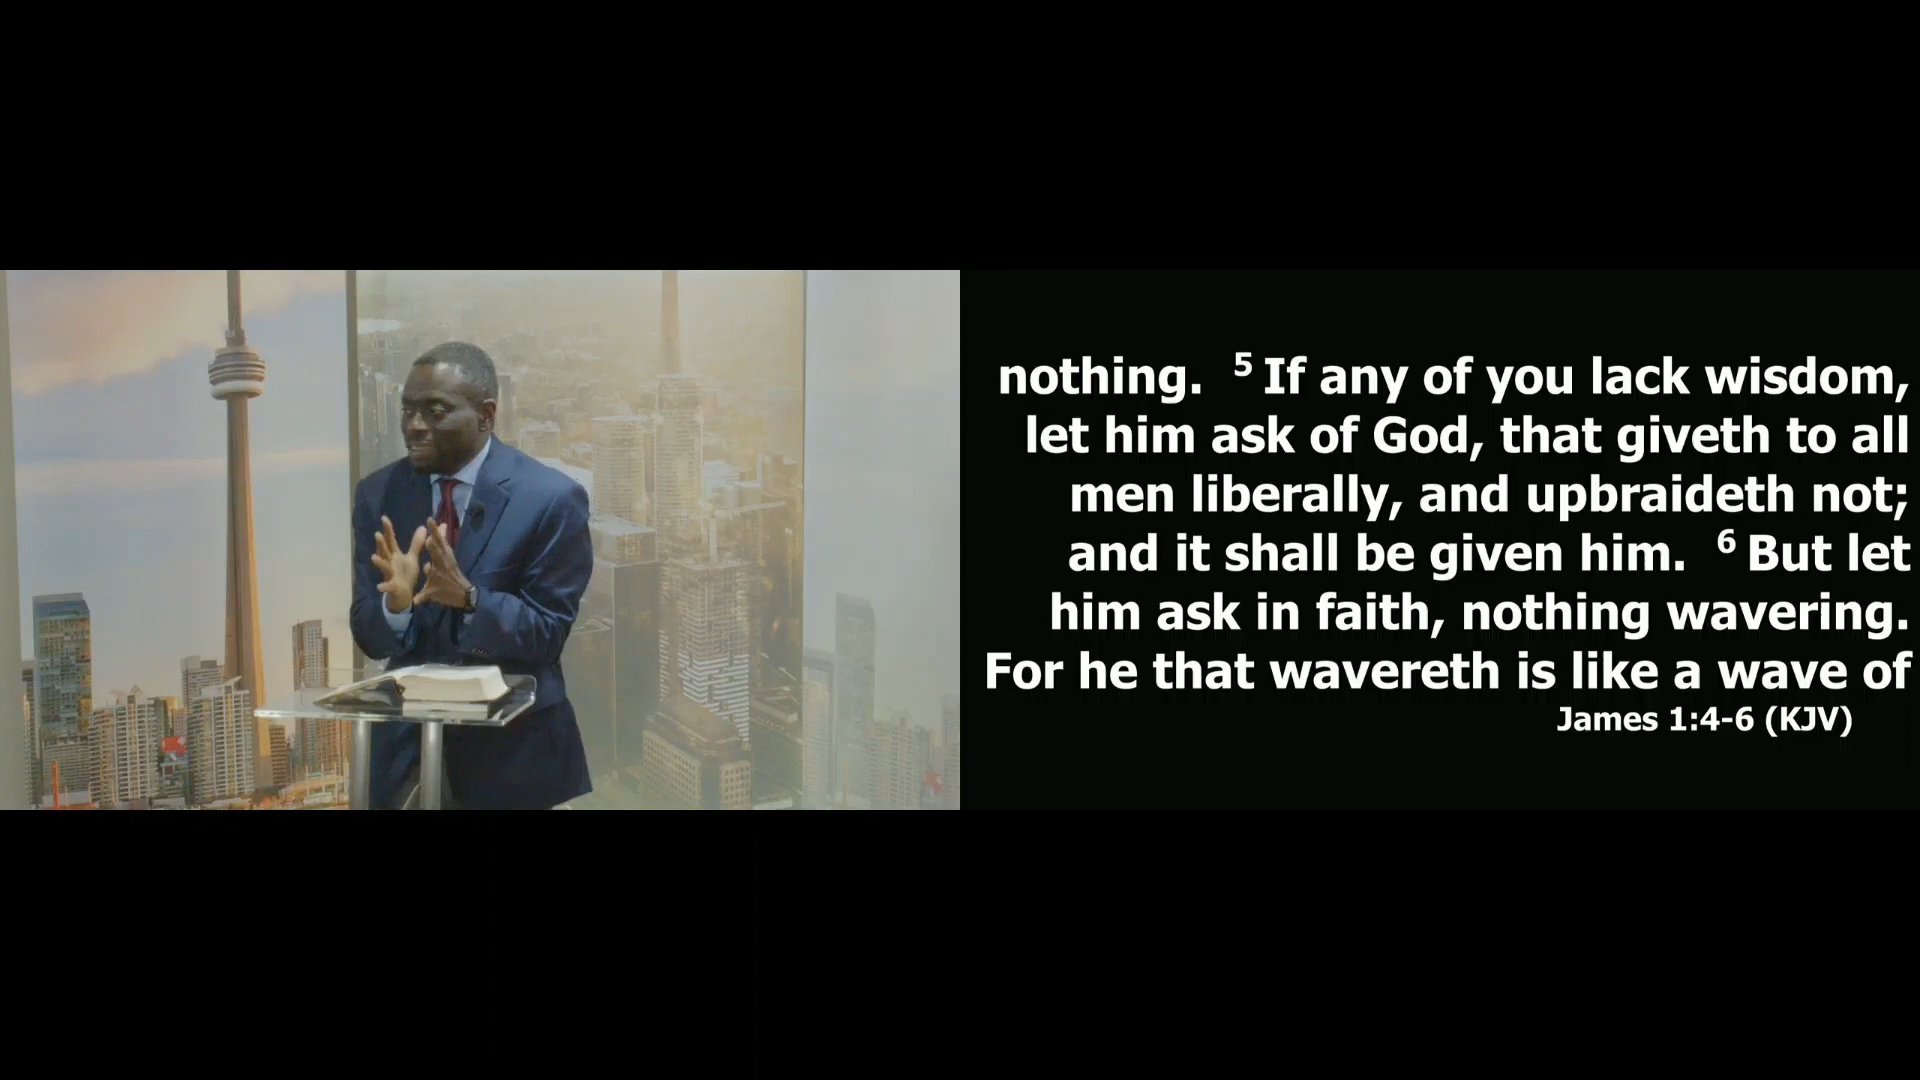 nothing. 5 If any of you lack wisdom,
let him ask of God, that giveth to all
men liberally, and upbraideth not;
and it shall be given him. 6 But let
him ask in faith, nothing wavering.
For he that wavereth is like a wave of
James 1:4-6 (KJV)